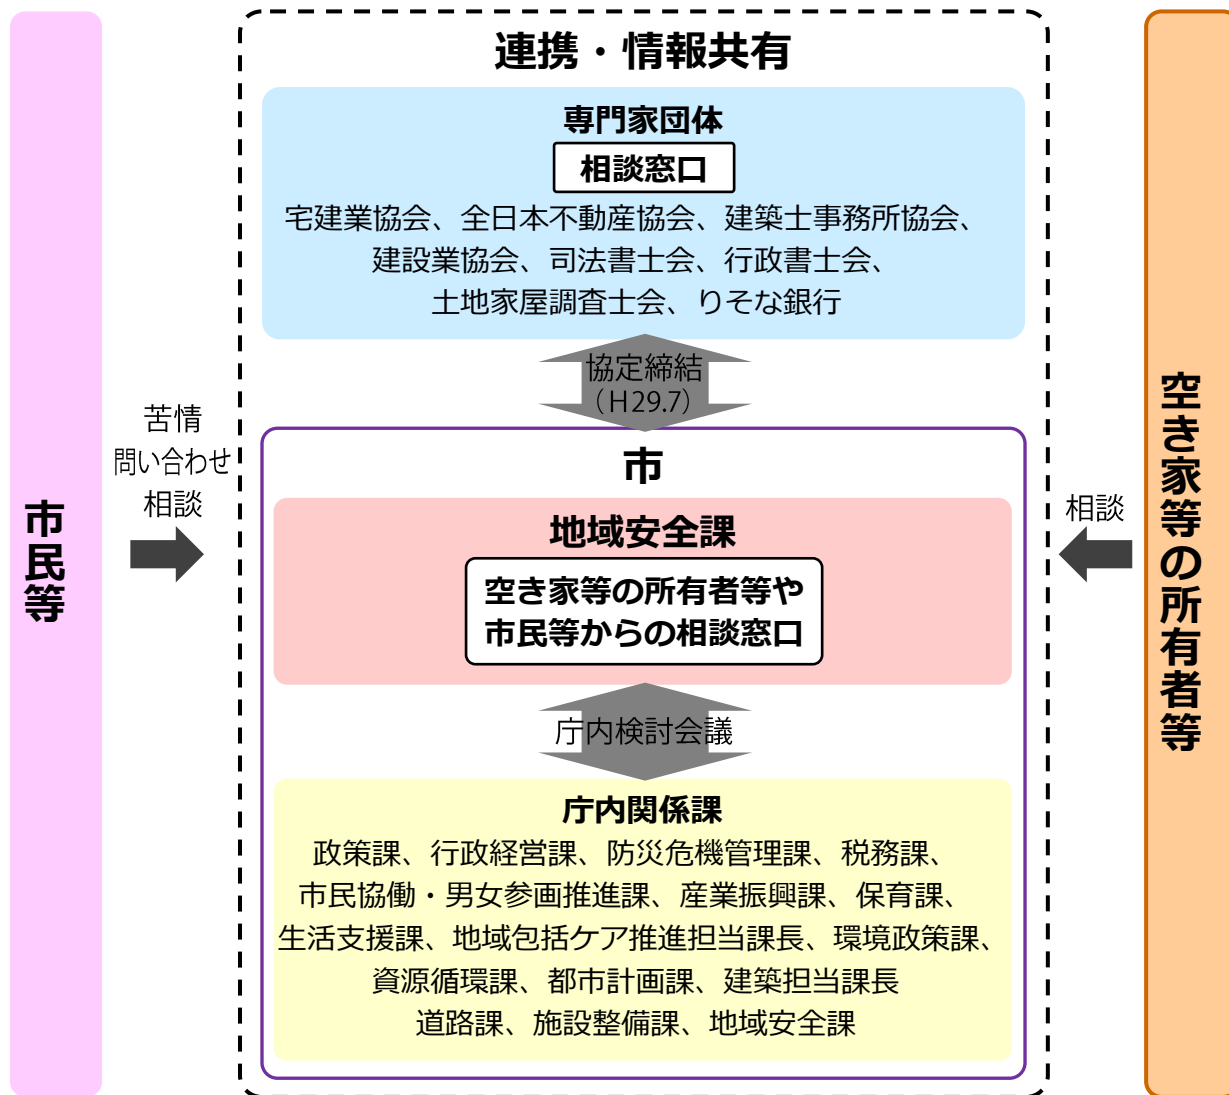 連携・情報共有
専門家団体
相談窓口
宅建業協会、全日本不動産協会、建築士事務所協会、
建設業協会、司法書士会、行政書士会、
土地家屋調査士会、りそな銀行
協定締結
（H29.7）
市民等
苦情
問い合わせ
相談
市
地域安全課
空き家等の所有者等や
市民等からの相談窓口
相談
空き家等の所有者等
庁内検討会議
庁内関係課
政策課、行政経営課、防災危機管理課、税務課、
市民協働・男女参画推進課、産業振興課、保育課、
生活支援課、地域包括ケア推進担当課長、環境政策課、
資源循環課、都市計画課、建築担当課長
道路課、施設整備課、地域安全課